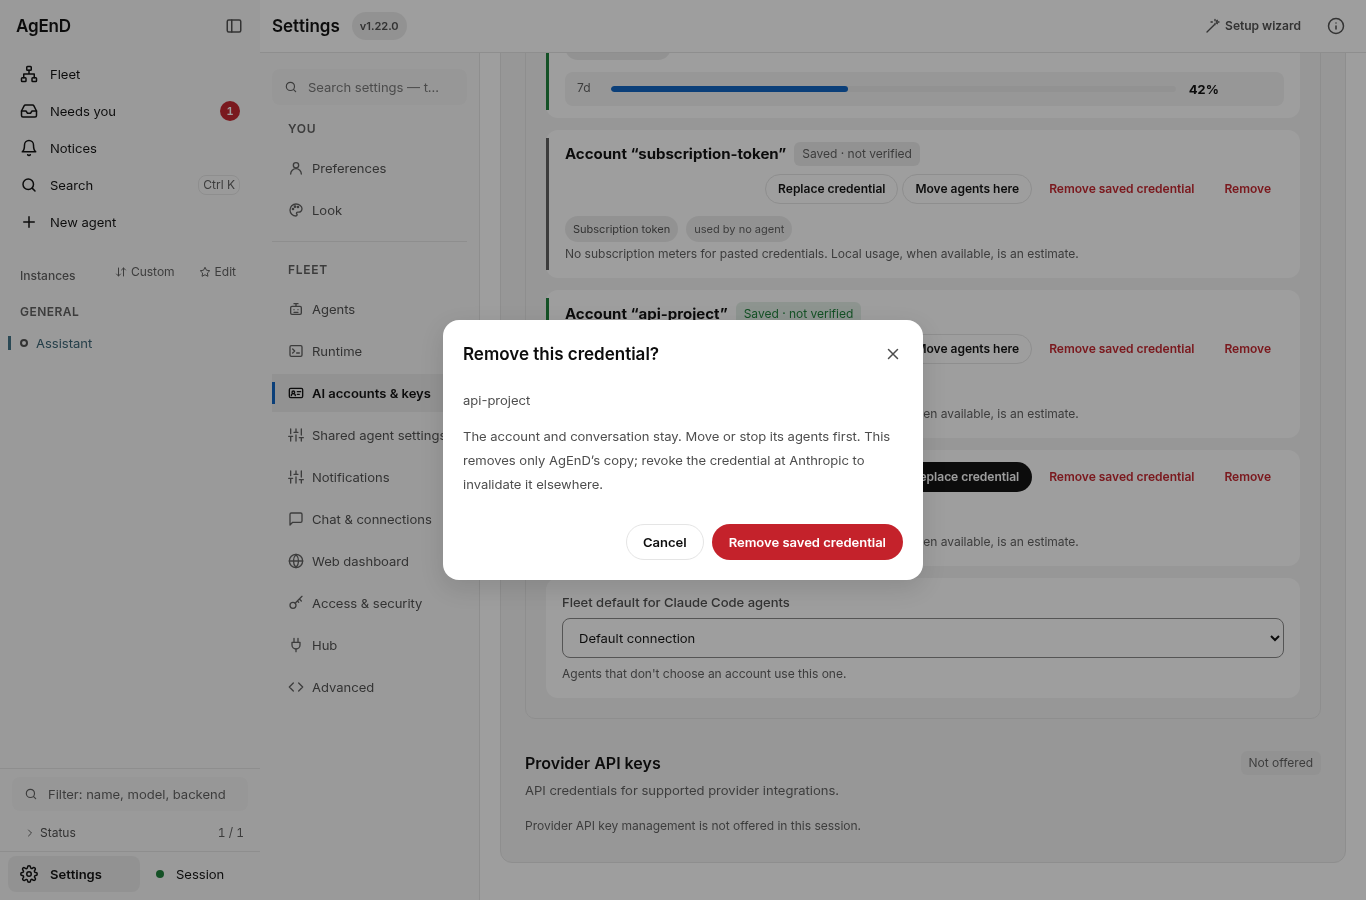 AgEnD
Fleet
Needs you
1
Notices
Search
Ctrl K
New agent
Instances
Custom
Edit
GENERAL
Assistant
Filter: name, model, backend
Status
1 / 1
Settings
Session
Settings
v1.22.0
Setup wizard
Search settings — t...
YOU
Preferences
Look
FLEET
Agents
Runtime
AI accounts & keys
Shared agent settings
Notifications
Chat & connections
Web dashboard
Access & security
Hub
Advanced
7d
42%
Account “subscription-token”
Saved · not verified
Replace credential
Move agents here
Remove saved credential
Remove
Subscription token
used by no agent
No subscription meters for pasted credentials. Local usage, when available, is an estimate.
Account “api-project”
Saved · not verified
Move agents here
Remove saved credential
Remove
en available, is an estimate.
eplace credential
Remove saved credential
Remove
en available, is an estimate.
Remove this credential?
api-project
The account and conversation stay. Move or stop its agents first. This
removes only AgEnD’s copy; revoke the credential at Anthropic to
invalidate it elsewhere.
Cancel
Remove saved credential
Fleet default for Claude Code agents
Default connection
Agents that don't choose an account use this one.
Provider API keys
Not offered
API credentials for supported provider integrations.
Provider API key management is not offered in this session.